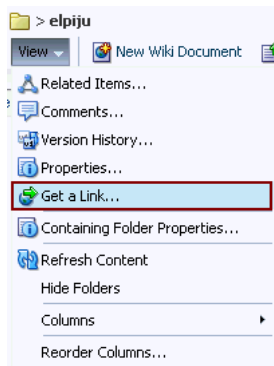 > elpiju
View New Wiki Document
Related Items...
Comments...
Version History...
Properties...
Get a Link...
Containing Folder Properties...
Refresh Content
Hide Folders
Columns
Reorder Columns...